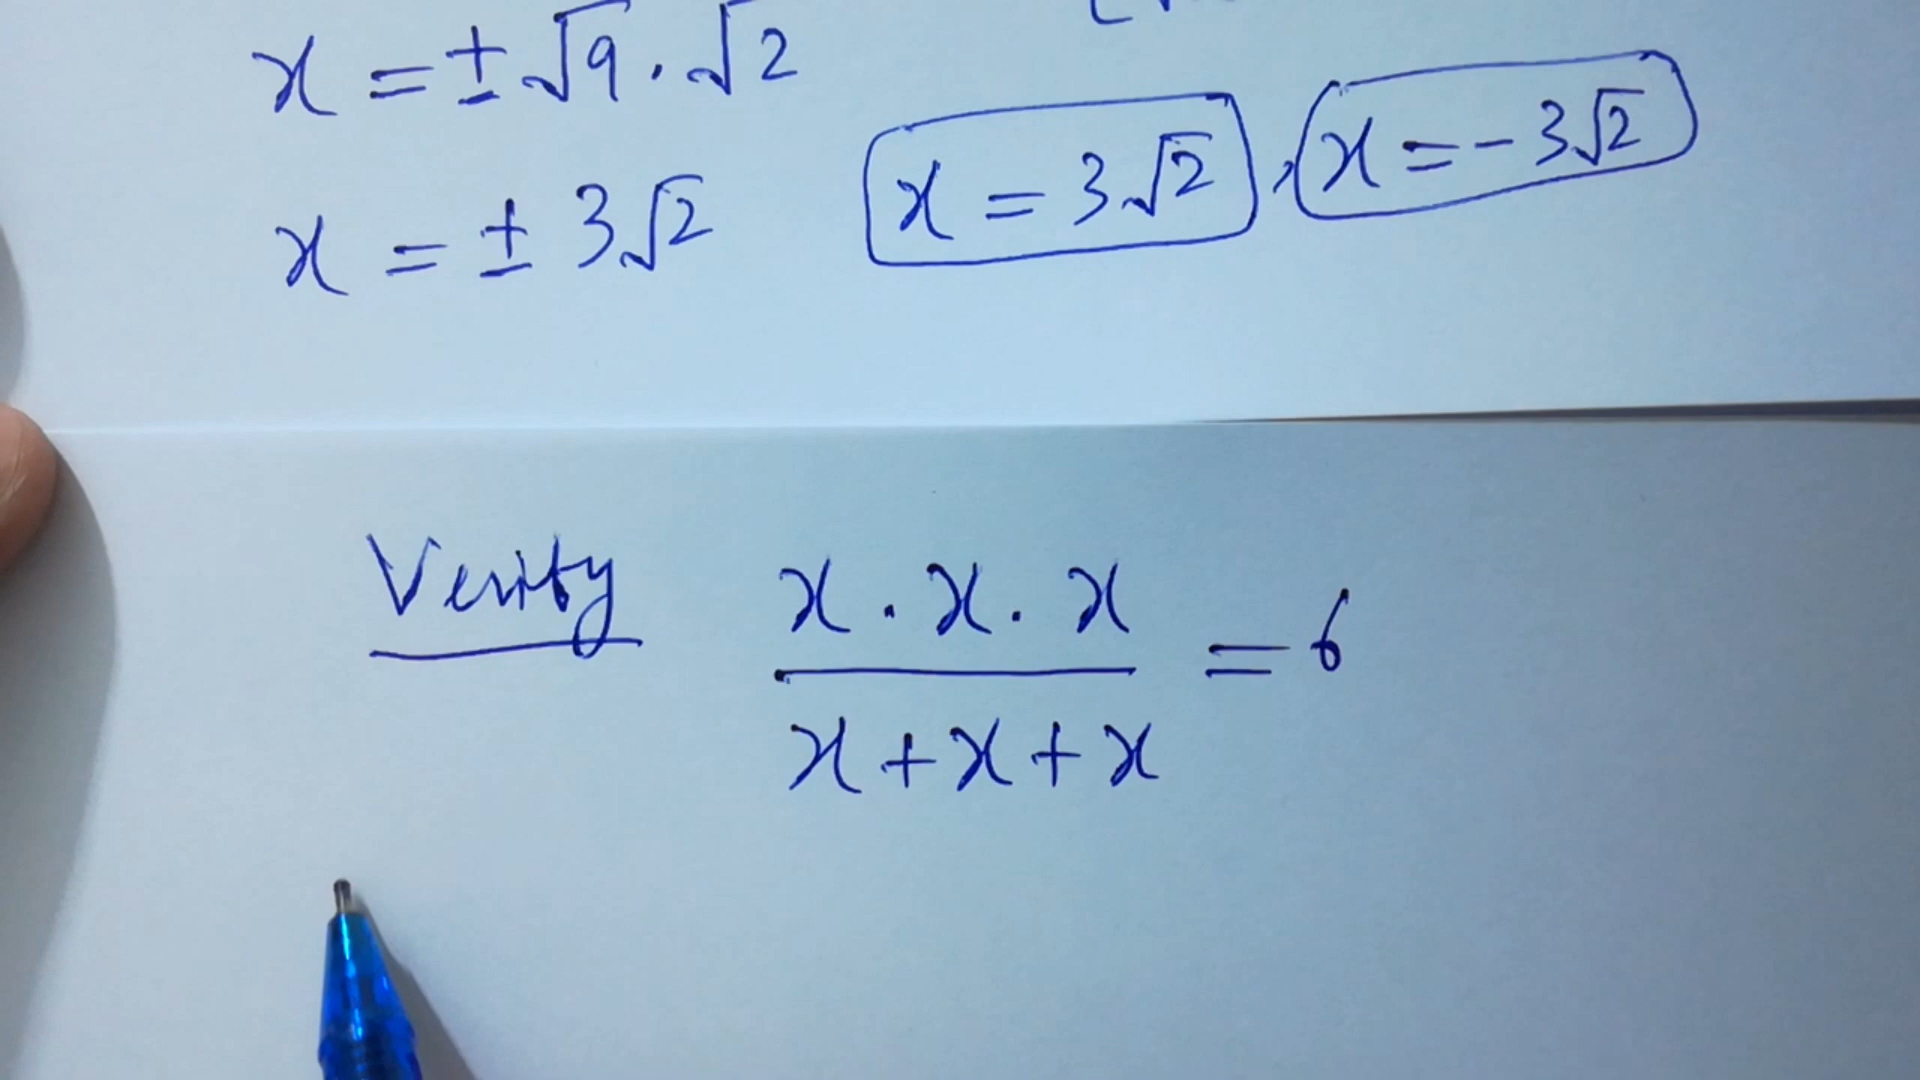 x = ± √9 . √2
x = ± 3√2
x = 3√2 , x = - 3√2
Verify
x . x . x
x + x + x
= 6